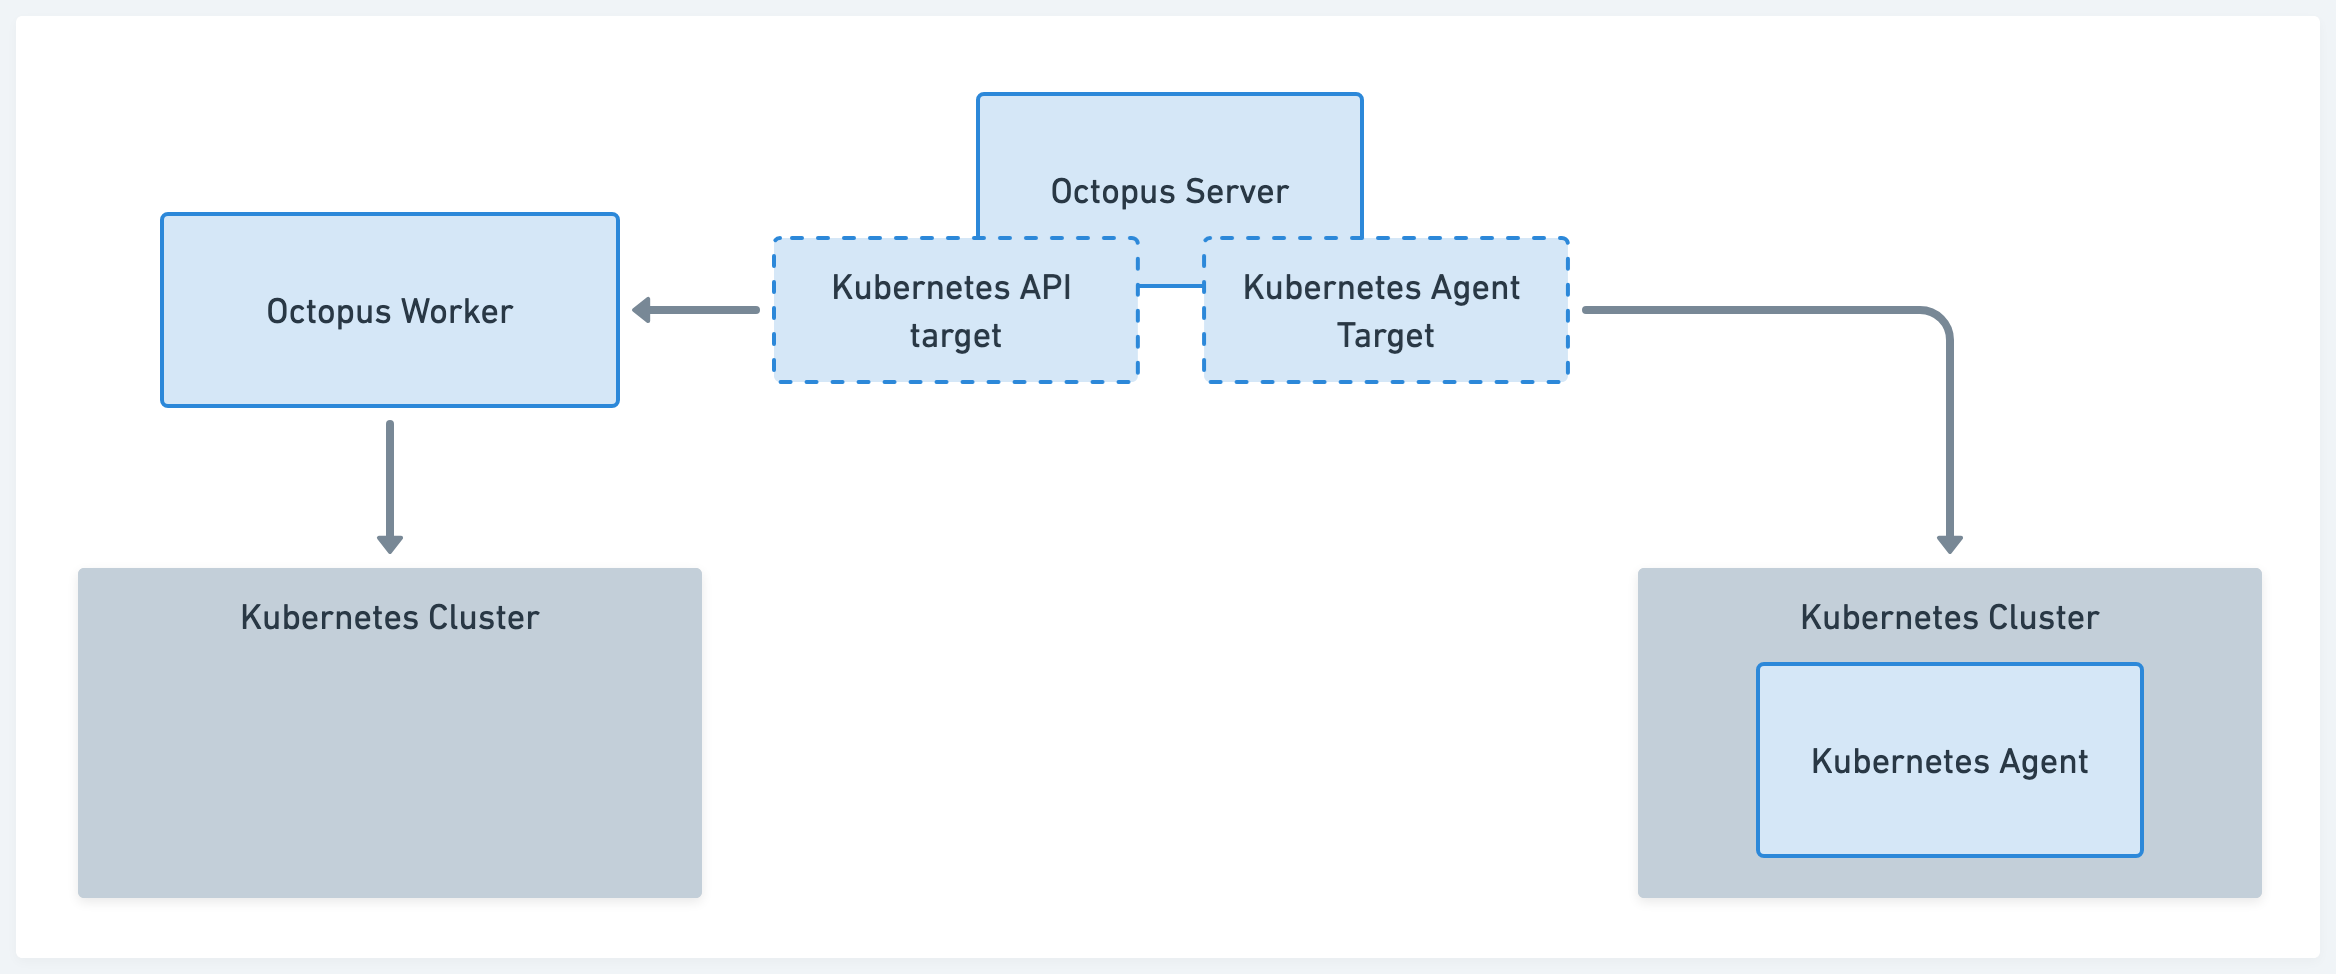 Octopus Server
Octopus Worker
Kubernetes API
target
Kubernetes Agent
Target
Kubernetes Cluster
Kubernetes Cluster
Kubernetes Agent